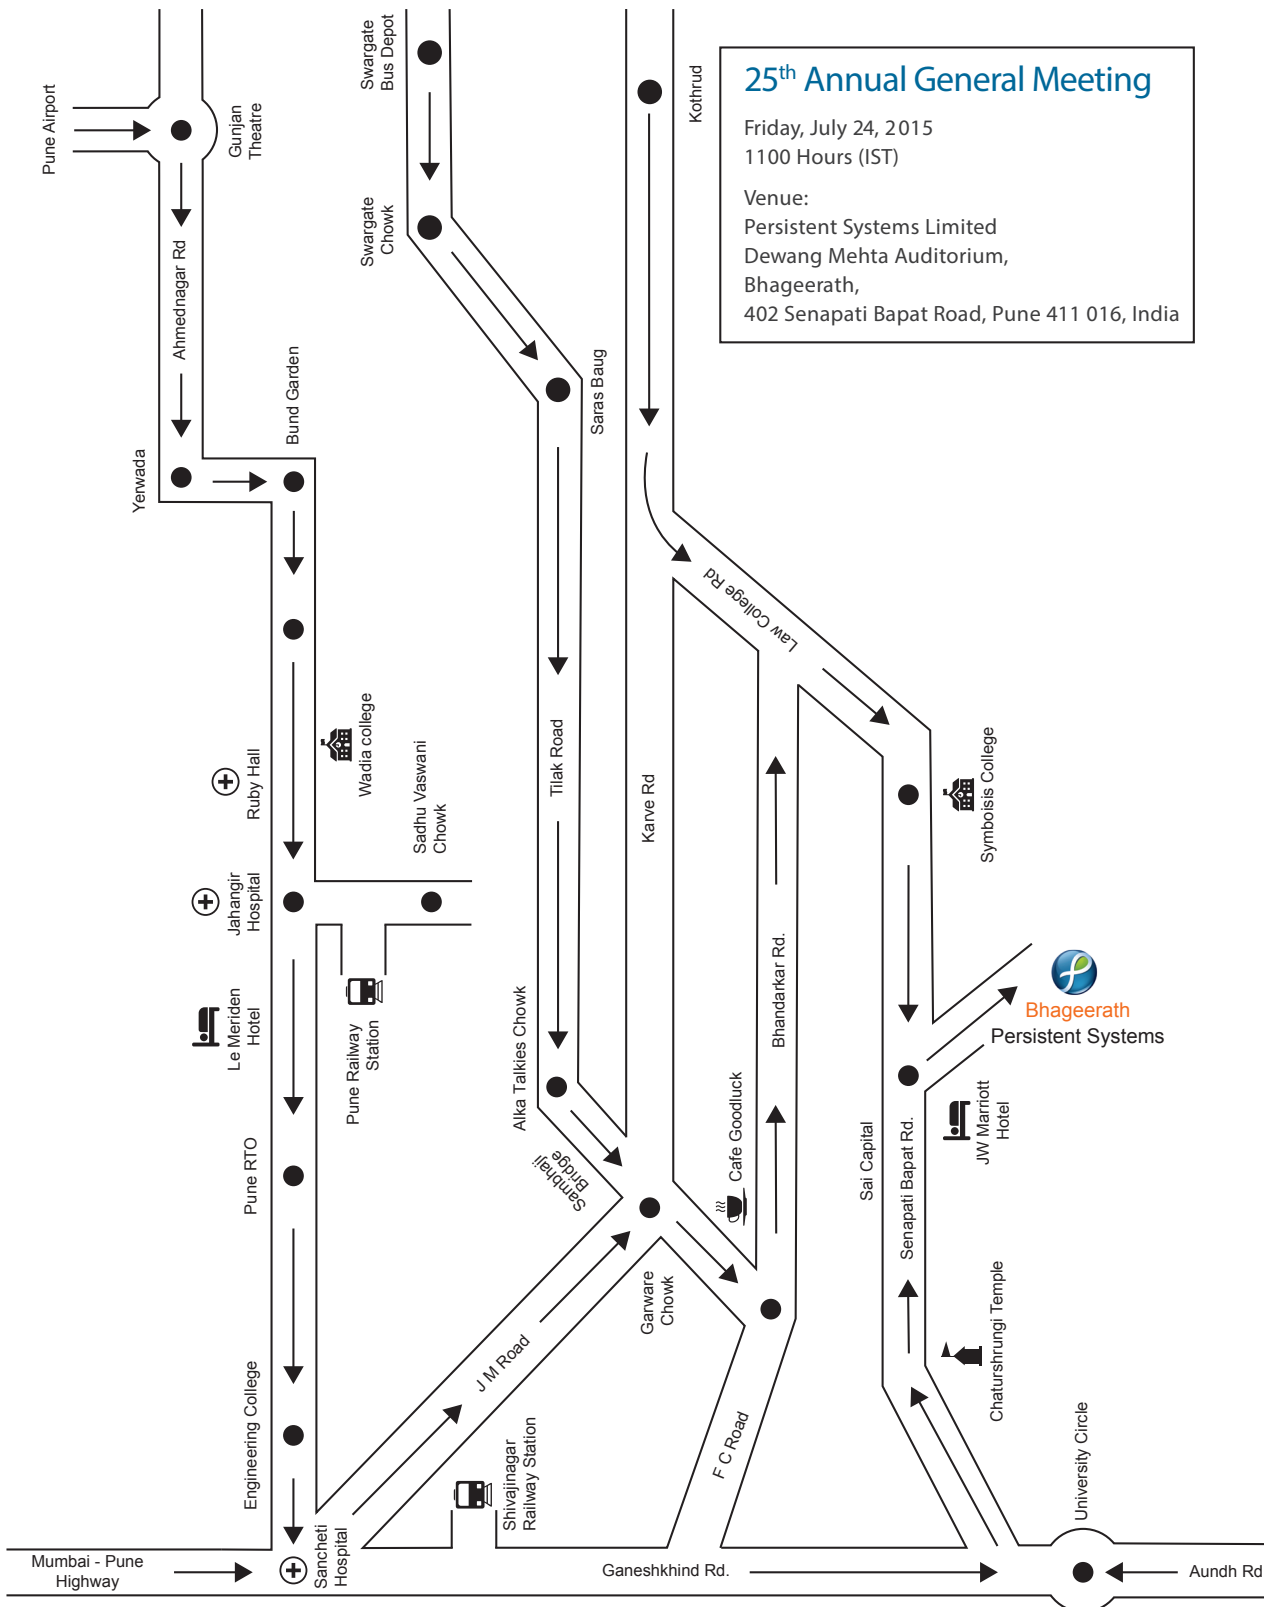 25th Annual General Meeting
Friday, July 24, 2015
1100 Hours (IST)
Venue:
Persistent Systems Limited
Dewang Mehta Auditorium,
Bhageerath,
402 Senapati Bapat Road, Pune 411 016, India
Pune Airport
Gunjan
Theatre
Ahmednagar Rd
Yerwada
Bund Garden
Swargate
Bus Depot
Swargate
Chowk
Saras Baug
Kothrud
Law College Rd
Ruby Hall
Wadia college
Sadhu Vaswani
Chowk
Jahangir
Hospital
Le Meriden
Hotel
Pune Railway
Station
Pune RTO
Engineering College
Tilak Road
Karve Rd
Alka Talkies Chowk
Sambhaji
Bridge
Garware
Chowk
Cafe Goodluck
Bhandarkar Rd.
Symboisis College
Bhageerath
Persistent Systems
JW Marriott
Hotel
Sai Capital
Senapati Bapat Rd.
Chaturshrungi Temple
University Circle
J M Road
F C Road
Shivajinagar
Railway Station
Sancheti
Hospital
Mumbai - Pune
Highway
Ganeshkhind Rd.
Aundh Rd